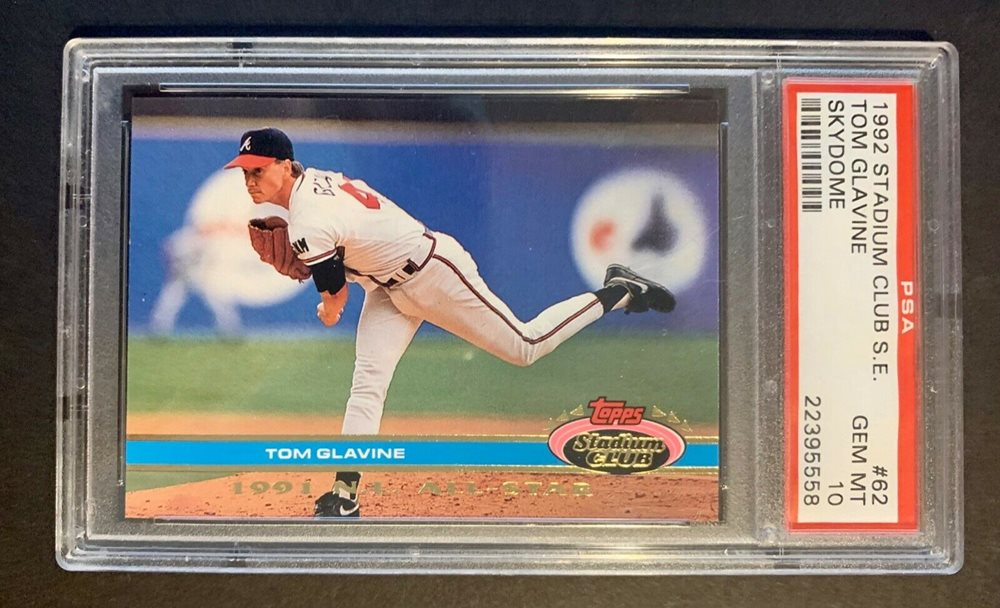 1992 STADIUM CLUB S.E. #62
TOM GLAVINE GEM MT
SKYDOME 10
22395558
PSA
A
TOPPS
Stadium
CLUB
TOM GLAVINE
1991 N.L. ALL-STAR